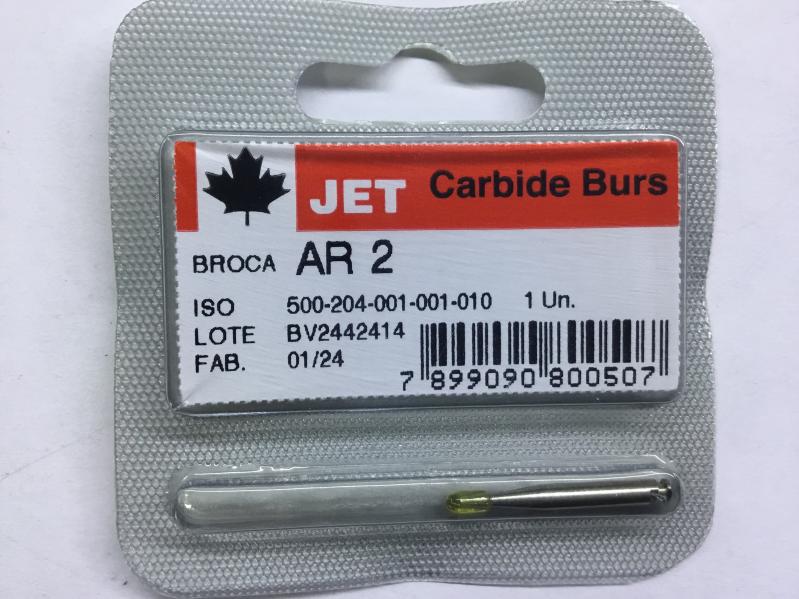 JET Carbide Burs
BROCA AR 2
ISO 500-204-001-001-010 1 Un.
LOTE BV2442414
FAB. 01/24
7 899090 800507